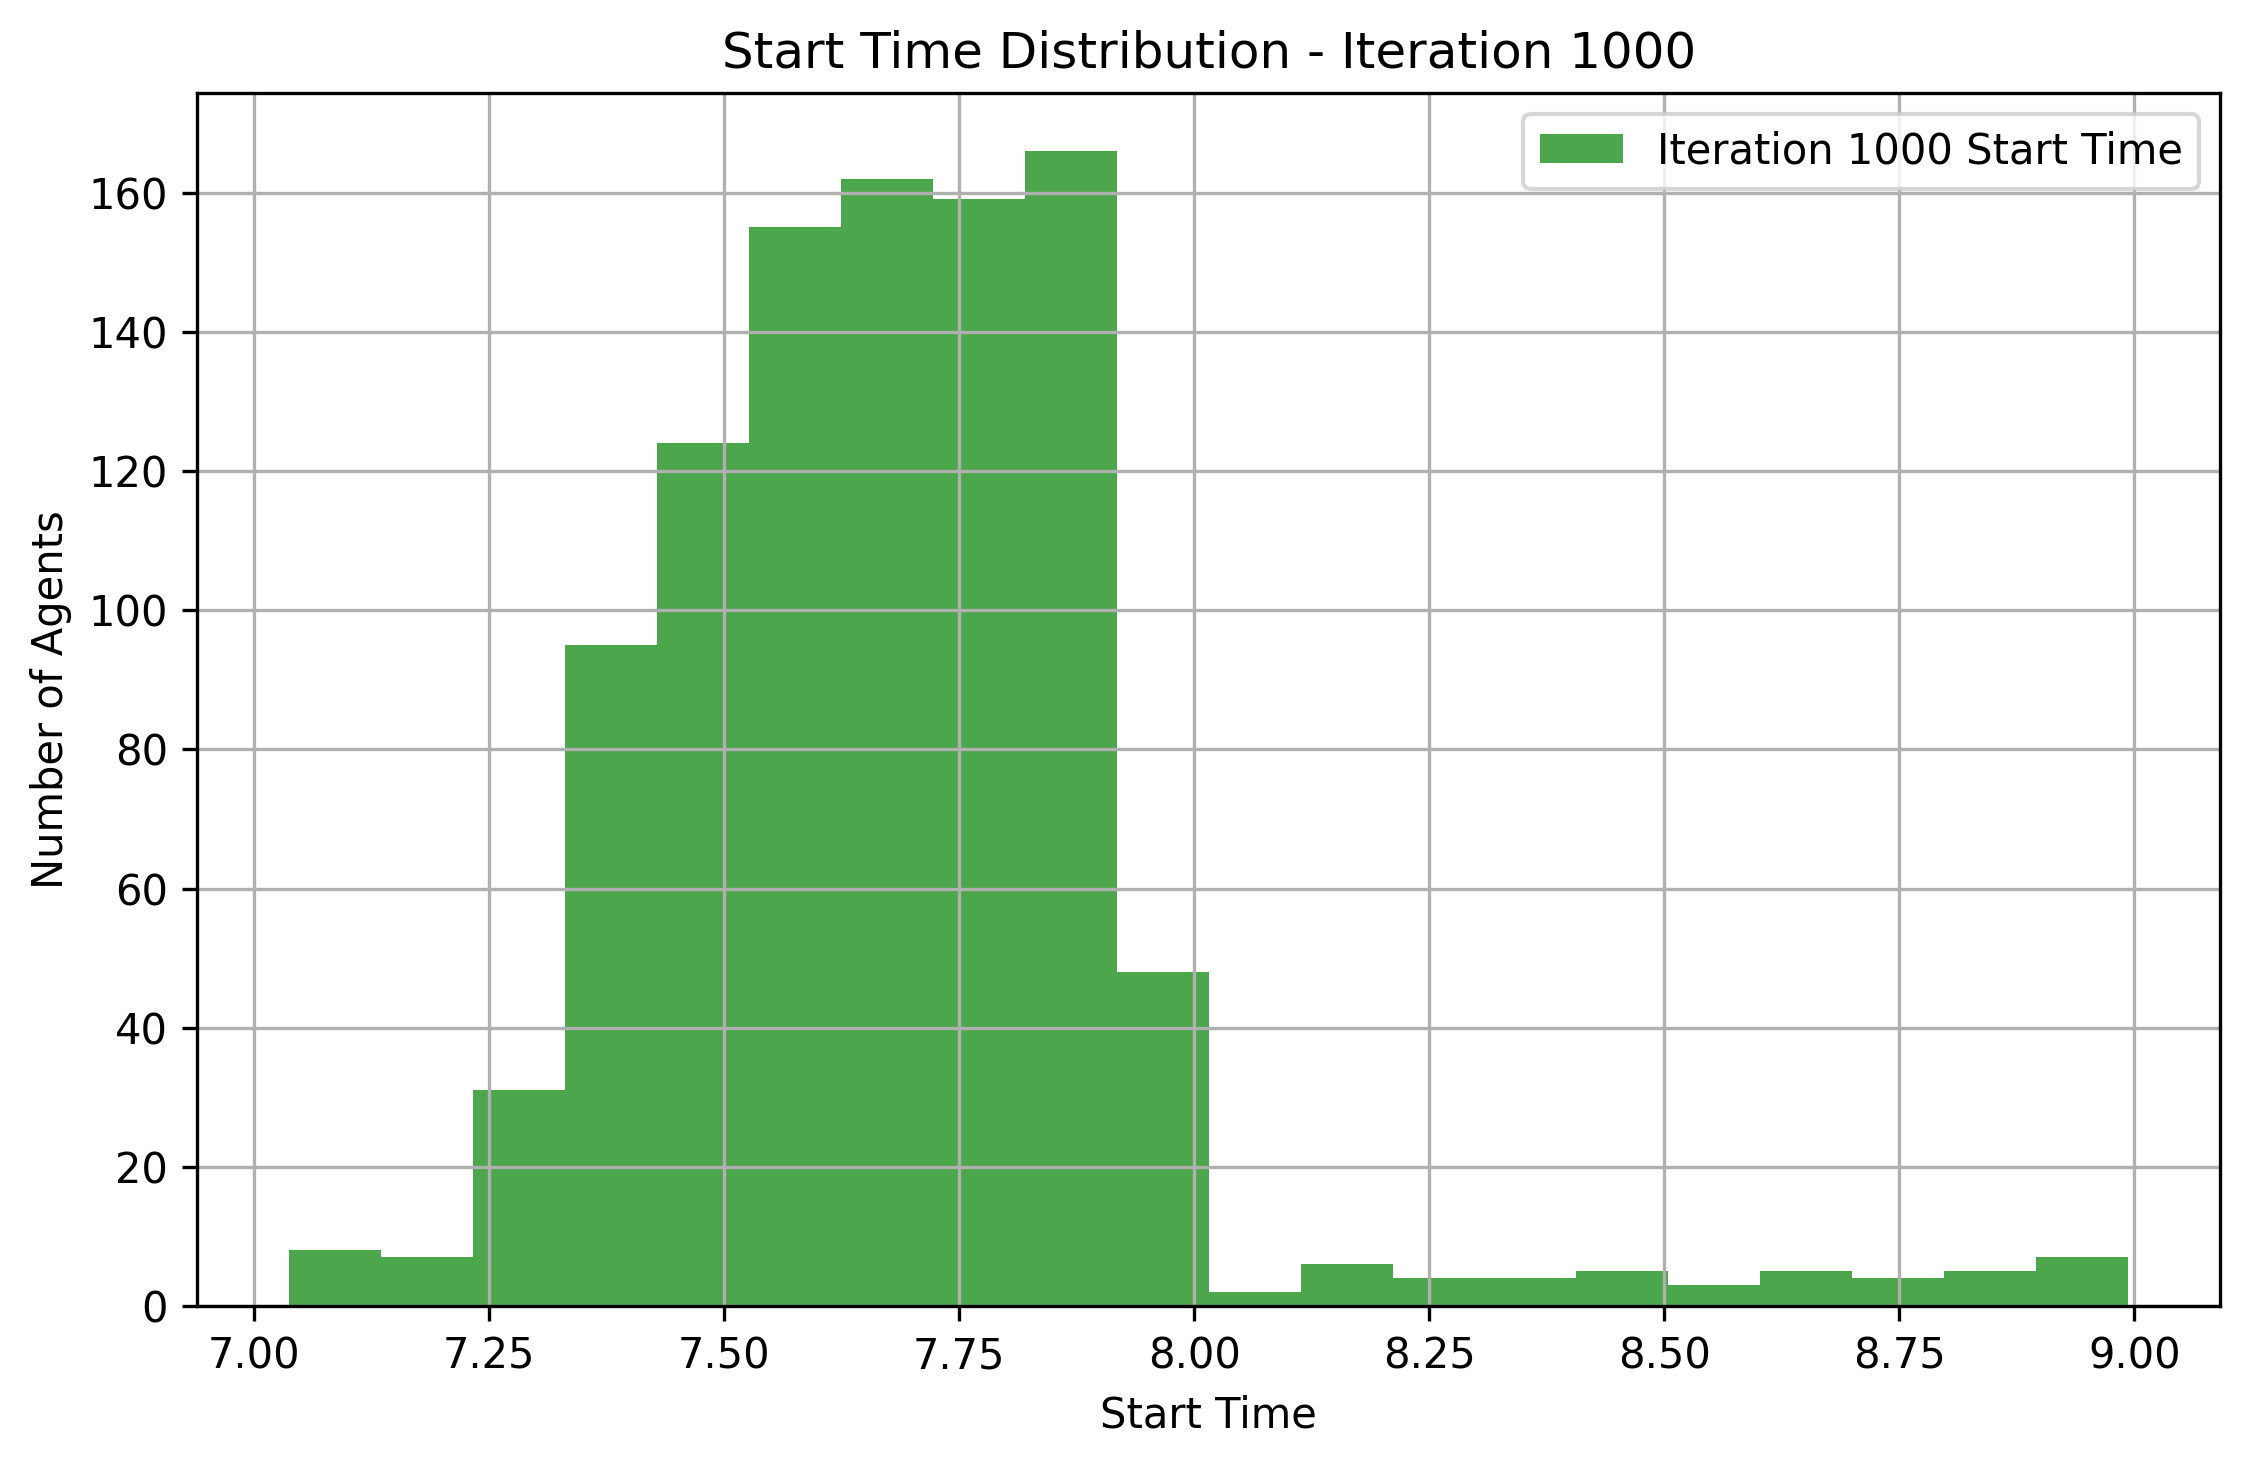 Start Time Distribution - Iteration 1000
Iteration 1000 Start Time
Number of Agents
160
140
120
100
80
60
40
20
0
7.00 7.25 7.50 7.75 8.00 8.25 8.50 8.75 9.00
Start Time